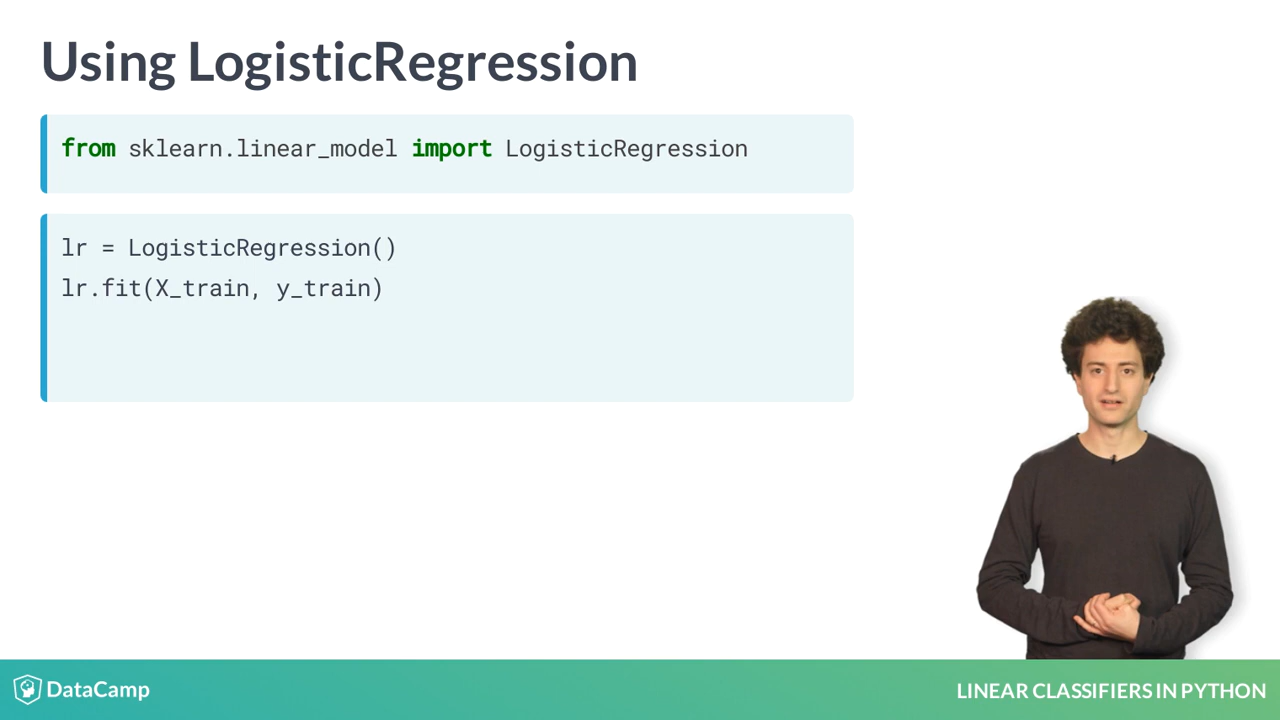 Using LogisticRegression
from sklearn.linear_model import LogisticRegression
lr = LogisticRegression()
lr.fit(X_train, y_train)
DataCamp
LINEAR CLASSIFIERS IN PYTHON